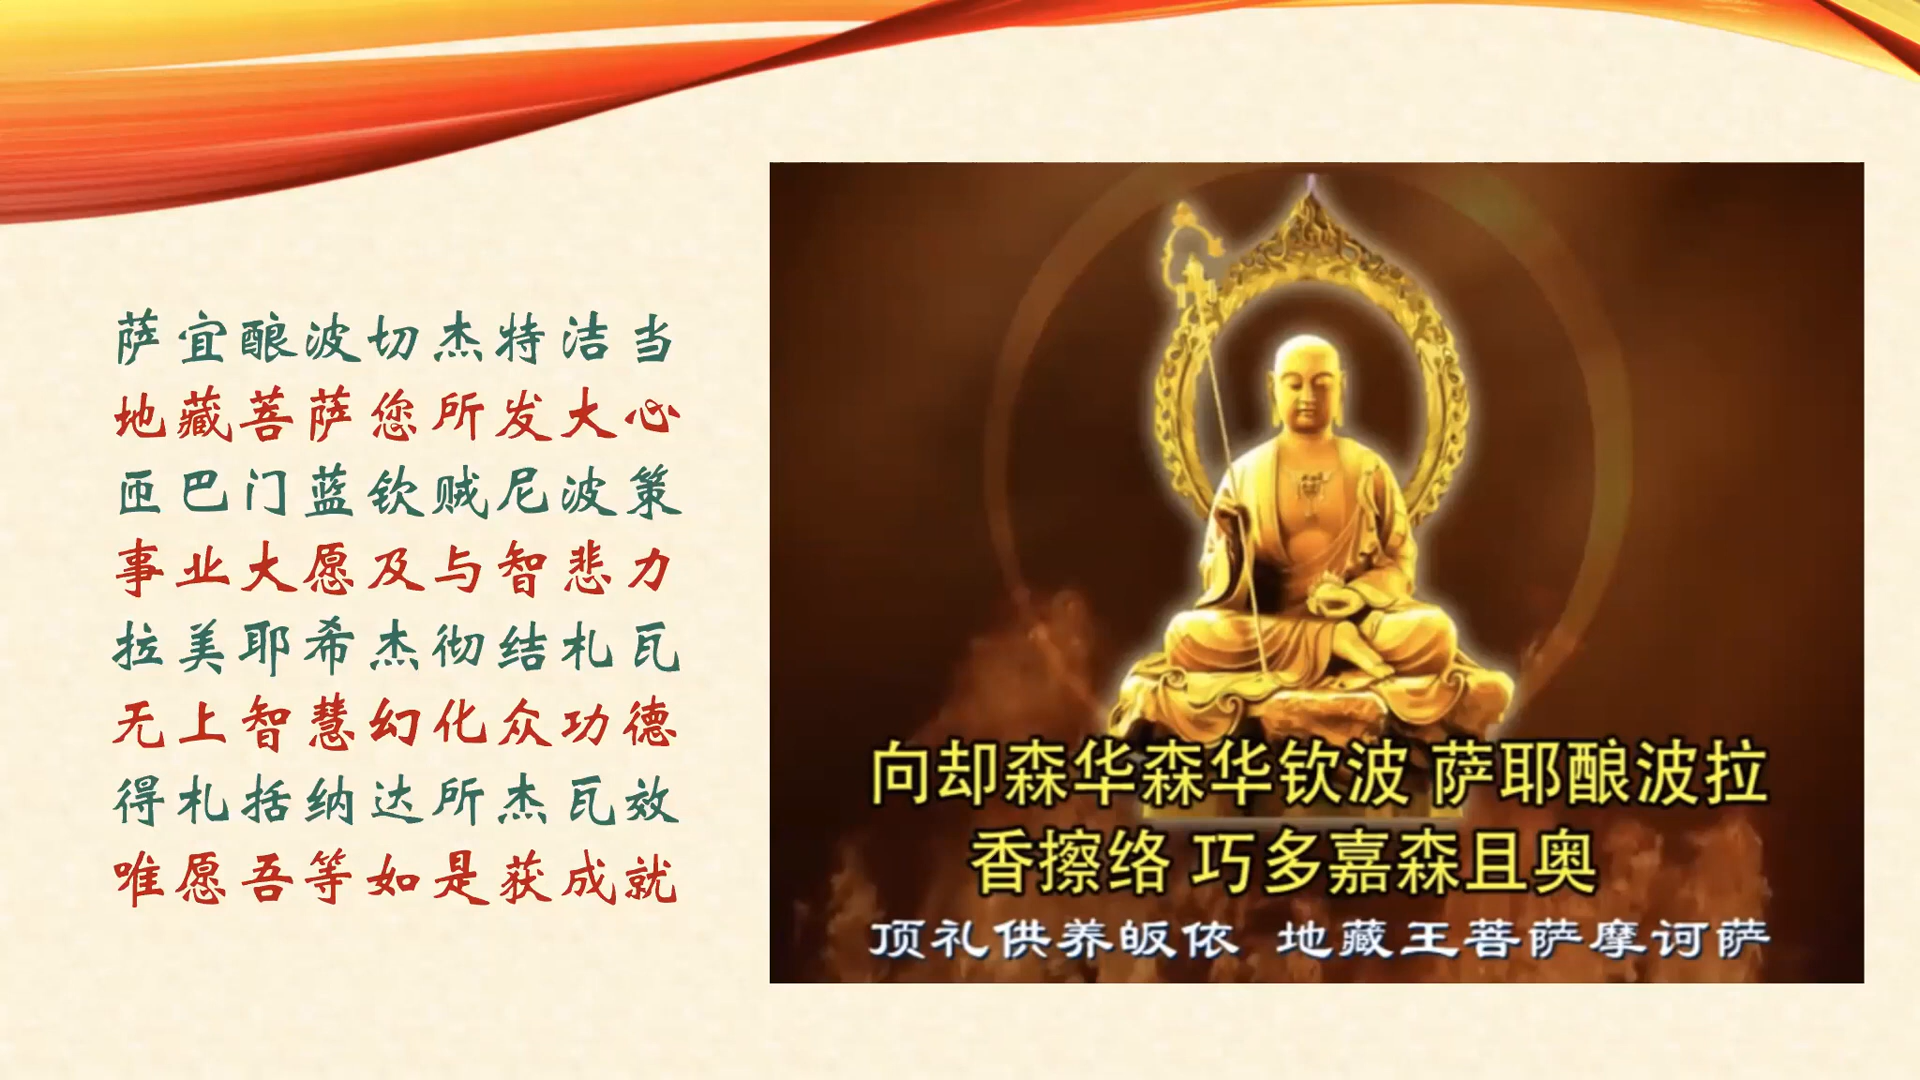 萨宜酿波切杰特洁当
地藏菩萨您所发大心
匝巴门蓝钦贼尼波策
事业大愿及与智悲力
拉美耶希杰彻结札瓦
无上智慧幻化众功德
得札括纳达所杰瓦效
唯愿吾等如是获成就
向却森华森华钦波 萨耶酿波拉
香擦络 巧多嘉森且奥
顶礼供养皈依 地藏王菩萨摩诃萨